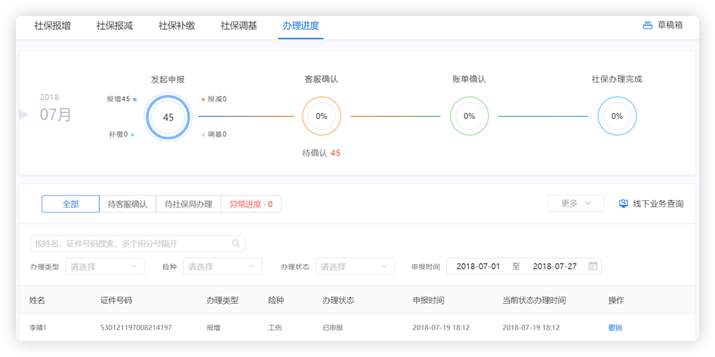 社保报增 社保报减 社保补缴 社保调基 办理进度 草稿箱
发起申报 客服确认 账单确认 社保办理完成
2018
07月
报增45 报减0
45 0% 0% 0%
补缴0 调基0
待确认 45
全部 待客服确认 待社保局办理 异常进度 · 0 更多 线下业务查询
按姓名、证件号码搜索，多个用分号隔开
办理类型 请选择 险种 请选择 办理状态 请选择 申报时间 2018-07-01 至 2018-07-27
姓名 证件号码 办理类型 险种 办理状态 申报时间 当前状态办理时间 操作
李晴1 530121197008214197 报增 工伤 已申报 2018-07-19 18:12 2018-07-19 18:12 撤销